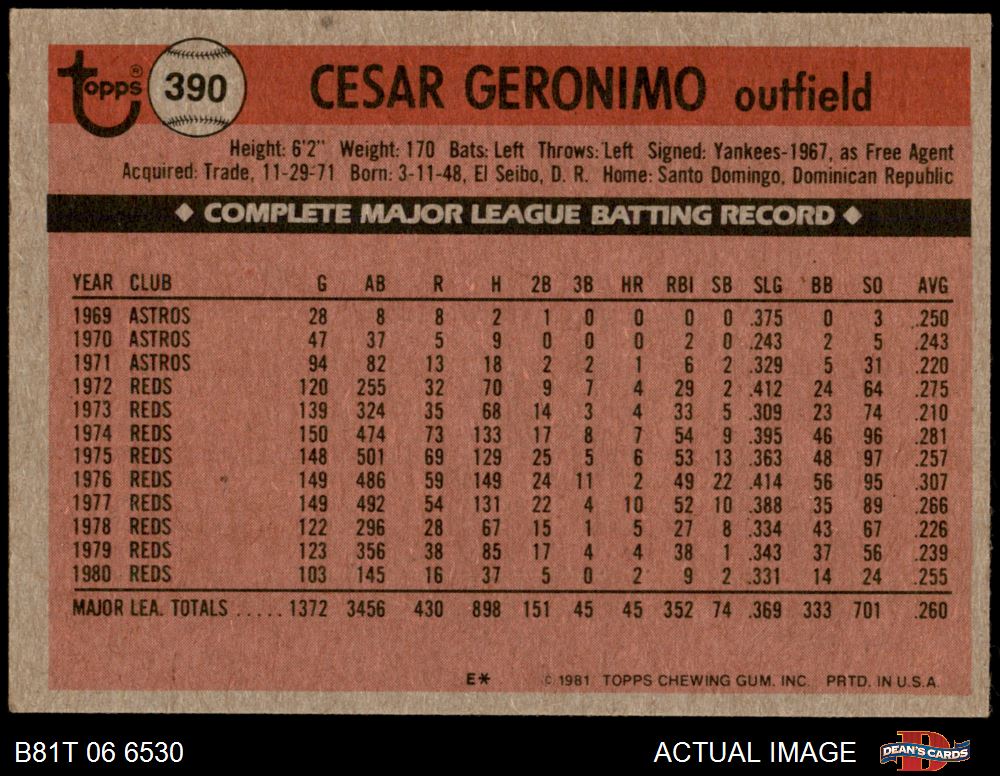 topps® 390 CESAR GERONIMO outfield
Height: 6'2" Weight: 170 Bats: Left Throws: Left Signed: Yankees-1967, as Free Agent
Acquired: Trade, 11-29-71 Born: 3-11-48, El Seibo, D. R. Home: Santo Domingo, Dominican Republic
◆ COMPLETE MAJOR LEAGUE BATTING RECORD ◆
YEAR CLUB G AB R H 2B 3B HR RBI SB SLG BB SO AVG
1969 ASTROS 28 8 8 2 1 0 0 0 0 .375 0 3 .250
1970 ASTROS 47 37 5 9 0 0 0 2 0 .243 2 5 .243
1971 ASTROS 94 82 13 18 2 2 1 6 2 .329 5 31 .220
1972 REDS 120 255 32 70 9 7 4 29 2 .412 24 64 .275
1973 REDS 139 324 35 68 14 3 4 33 5 .309 23 74 .210
1974 REDS 150 474 73 133 17 8 7 54 9 .395 46 96 .281
1975 REDS 148 501 69 129 25 5 6 53 13 .363 48 97 .257
1976 REDS 149 486 59 149 24 11 2 49 22 .414 56 95 .307
1977 REDS 149 492 54 131 22 4 10 52 10 .388 35 89 .266
1978 REDS 122 296 28 67 15 1 5 27 8 .334 43 67 .226
1979 REDS 123 356 38 85 17 4 4 38 1 .343 37 56 .239
1980 REDS 103 145 16 37 5 0 2 9 2 .331 14 24 .255
MAJOR LEA. TOTALS ..... 1372 3456 430 898 151 45 45 352 74 .369 333 701 .260
E* © 1981 TOPPS CHEWING GUM. INC. PRTD. IN U.S.A.
B81T 06 6530 ACTUAL IMAGE DEAN'S CARDS